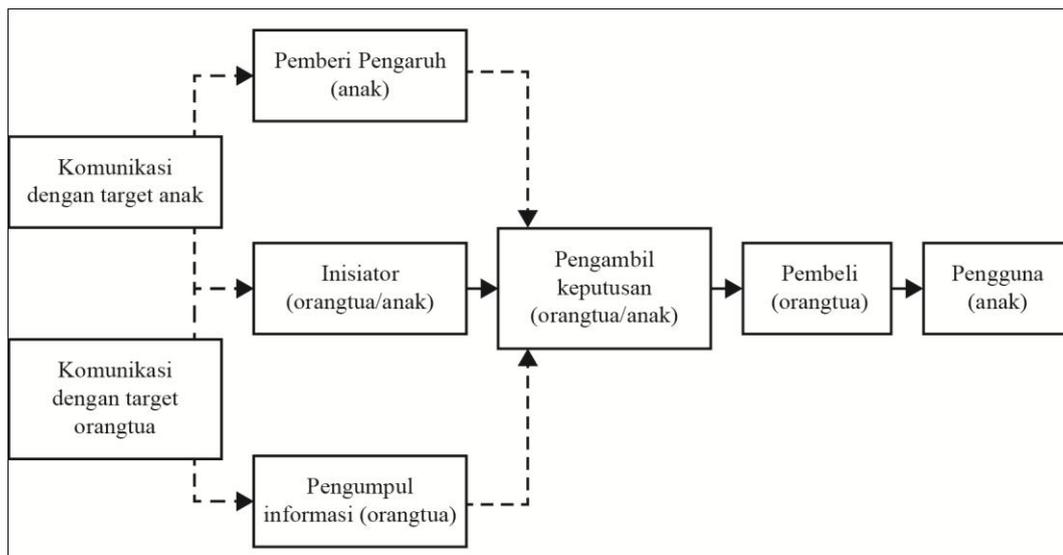 Pemberi Pengaruh
(anak)
Komunikasi
dengan target anak
Inisiator
(orangtua/anak)
Pengambil
keputusan
(orangtua/anak)
Pembeli
(orangtua)
Pengguna
(anak)
Komunikasi
dengan target
orangtua
Pengumpul
informasi (orangtua)